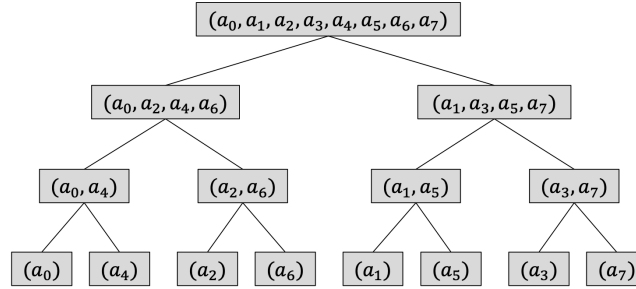 (a₀, a₁, a₂, a₃, a₄, a₅, a₆, a₇)
(a₀, a₂, a₄, a₆) (a₁, a₃, a₅, a₇)
(a₀, a₄) (a₂, a₆) (a₁, a₅) (a₃, a₇)
(a₀) (a₄) (a₂) (a₆) (a₁) (a₅) (a₃) (a₇)